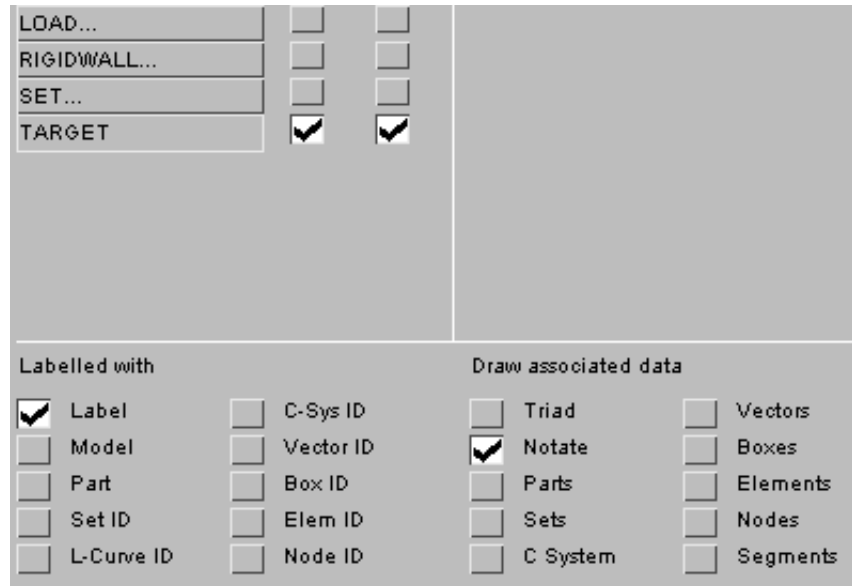 LOAD...
RIGIDWALL...
SET...
TARGET
Labelled with
Label
C-Sys ID
Model
Vector ID
Part
Box ID
Set ID
Elem ID
L-Curve ID
Node ID
Draw associated data
Triad
Vectors
Notate
Boxes
Parts
Elements
Sets
Nodes
C System
Segments